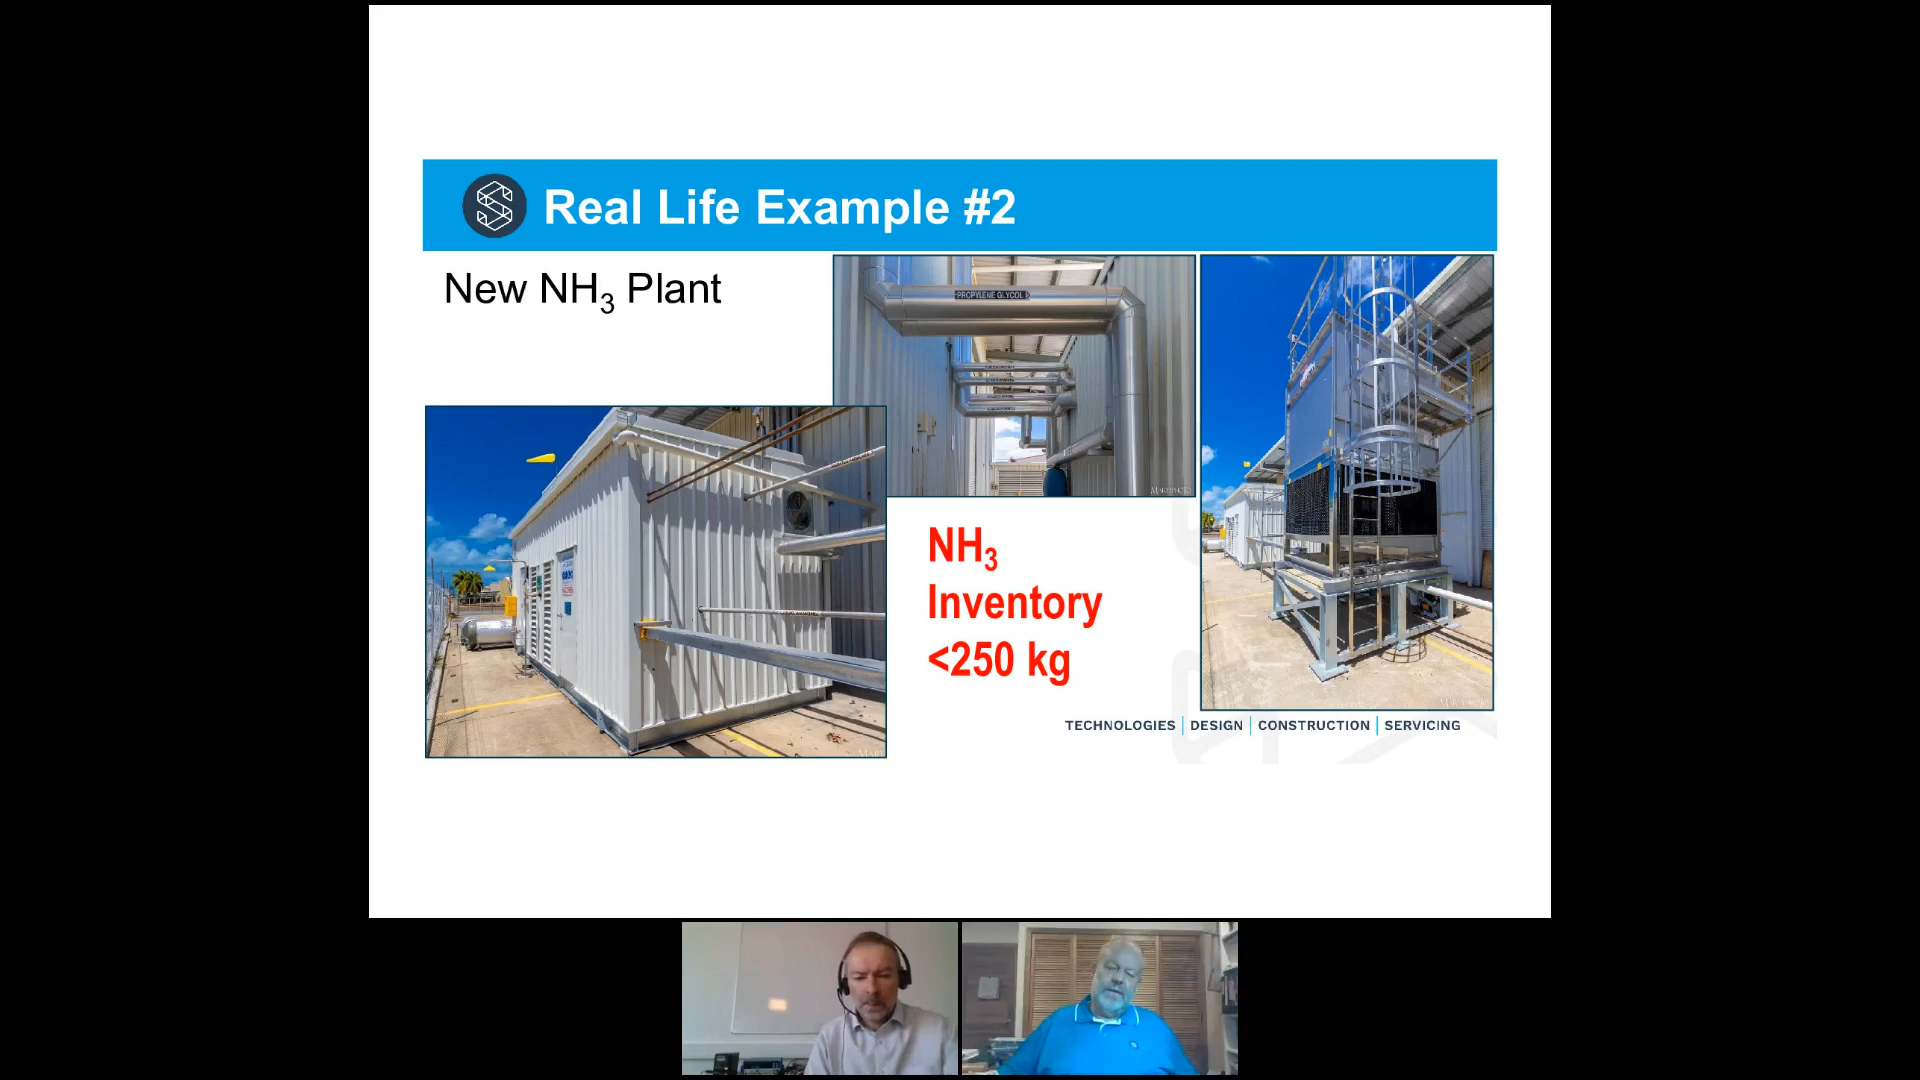 Real Life Example #2
New NH₃ Plant
PROPYLENE GLYCOL
NH₃
Inventory
<250 kg
TECHNOLOGIES | DESIGN | CONSTRUCTION | SERVICING